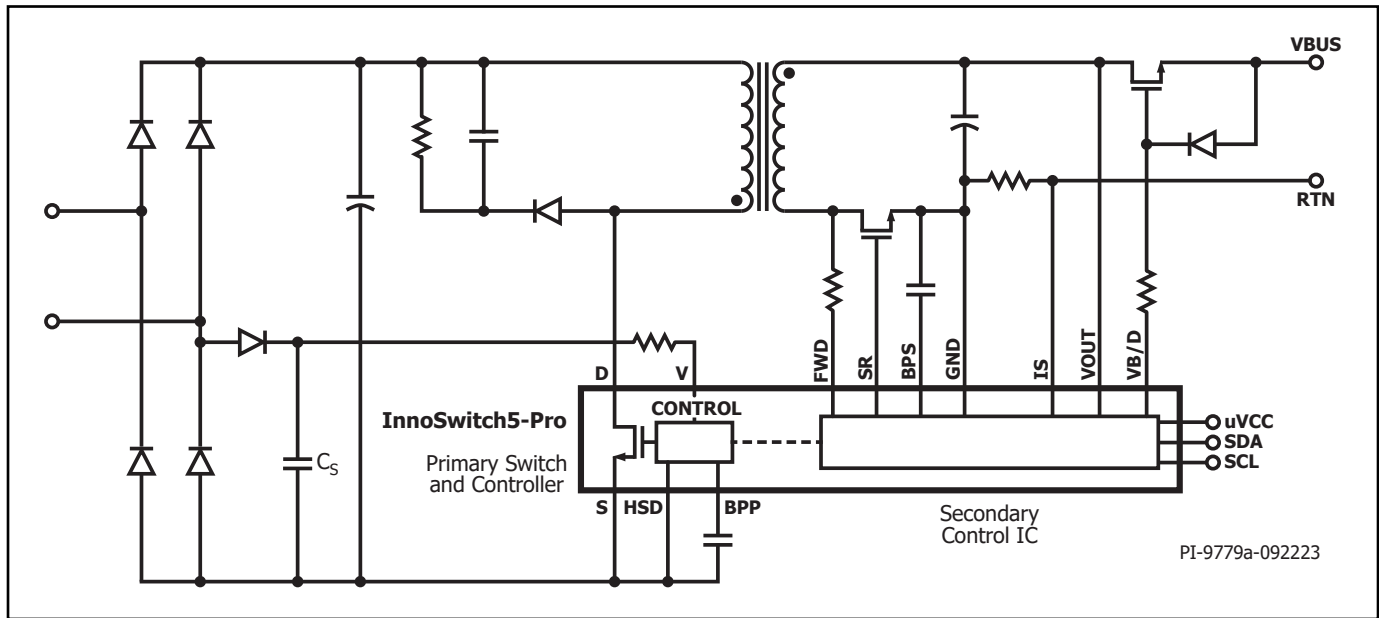 VBUS
RTN
FWD
SR
BPS
GND
IS
VOUT
VB/D
D
V
InnoSwitch5-Pro
CONTROL
uVCC
SDA
SCL
Primary Switch
and Controller
CS
S
HSD
BPP
Secondary
Control IC
PI-9779a-092223